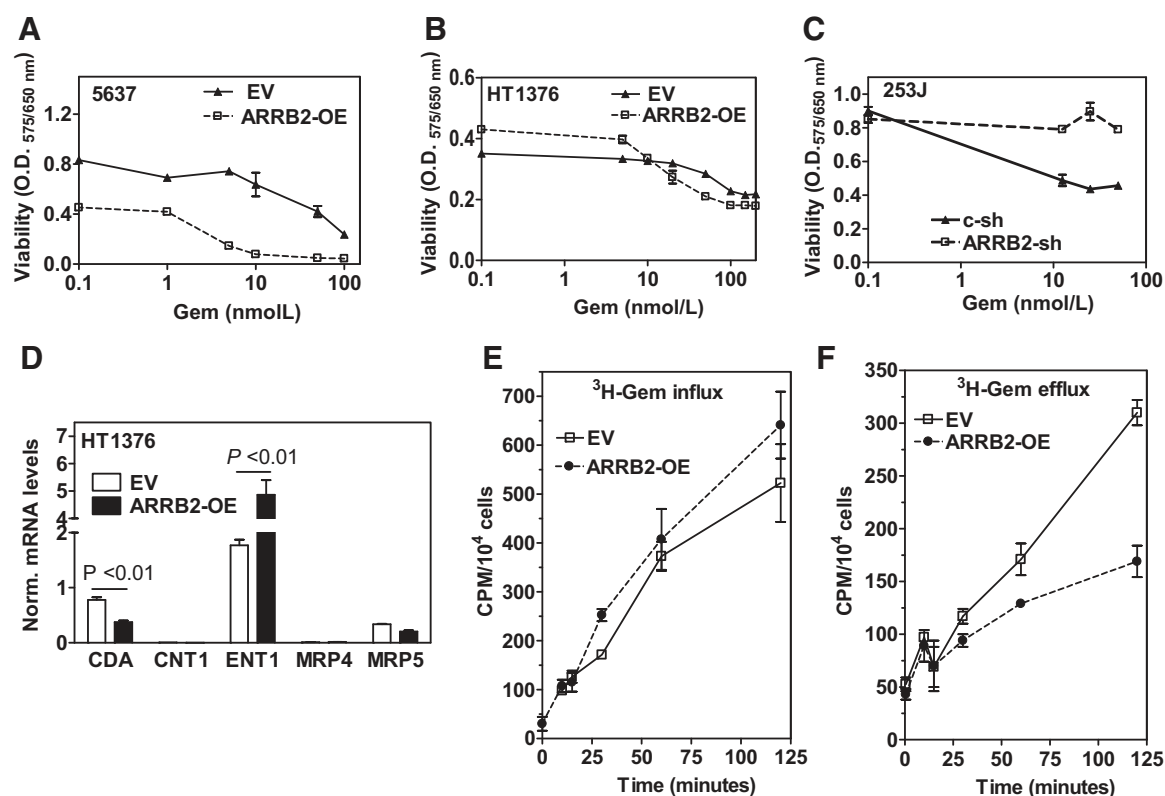 A
Viability (O.D. 575/650 nm)
5637
EV
ARRB2-OE
1.2
0.8
0.4
0.0
0.1
1
10
100
Gem (nmolL)
B
Viability (O.D. 575/650 nm)
HT1376
EV
ARRB2-OE
0.6
0.4
0.2
0.0
0.1
1
10
100
Gem (nmol/L)
C
Viability (O.D. 575/650 nm)
253J
1.0
0.8
0.6
0.4
0.2
0.0
c-sh
ARRB2-sh
0.1
1
10
100
Gem (nmol/L)
D
Norm. mRNA levels
HT1376
EV
ARRB2-OE
7
6
5
4
2
1
0
P <0.01
P <0.01
CDA CNT1 ENT1 MRP4 MRP5
E
CPM/10⁴ cells
³H-Gem influx
EV
ARRB2-OE
700
600
500
400
300
200
100
0
0 25 50 75 100 125
Time (minutes)
F
CPM/10⁴ cells
³H-Gem efflux
EV
ARRB2-OE
350
300
250
200
150
100
50
0
0 25 50 75 100 125
Time (minutes)